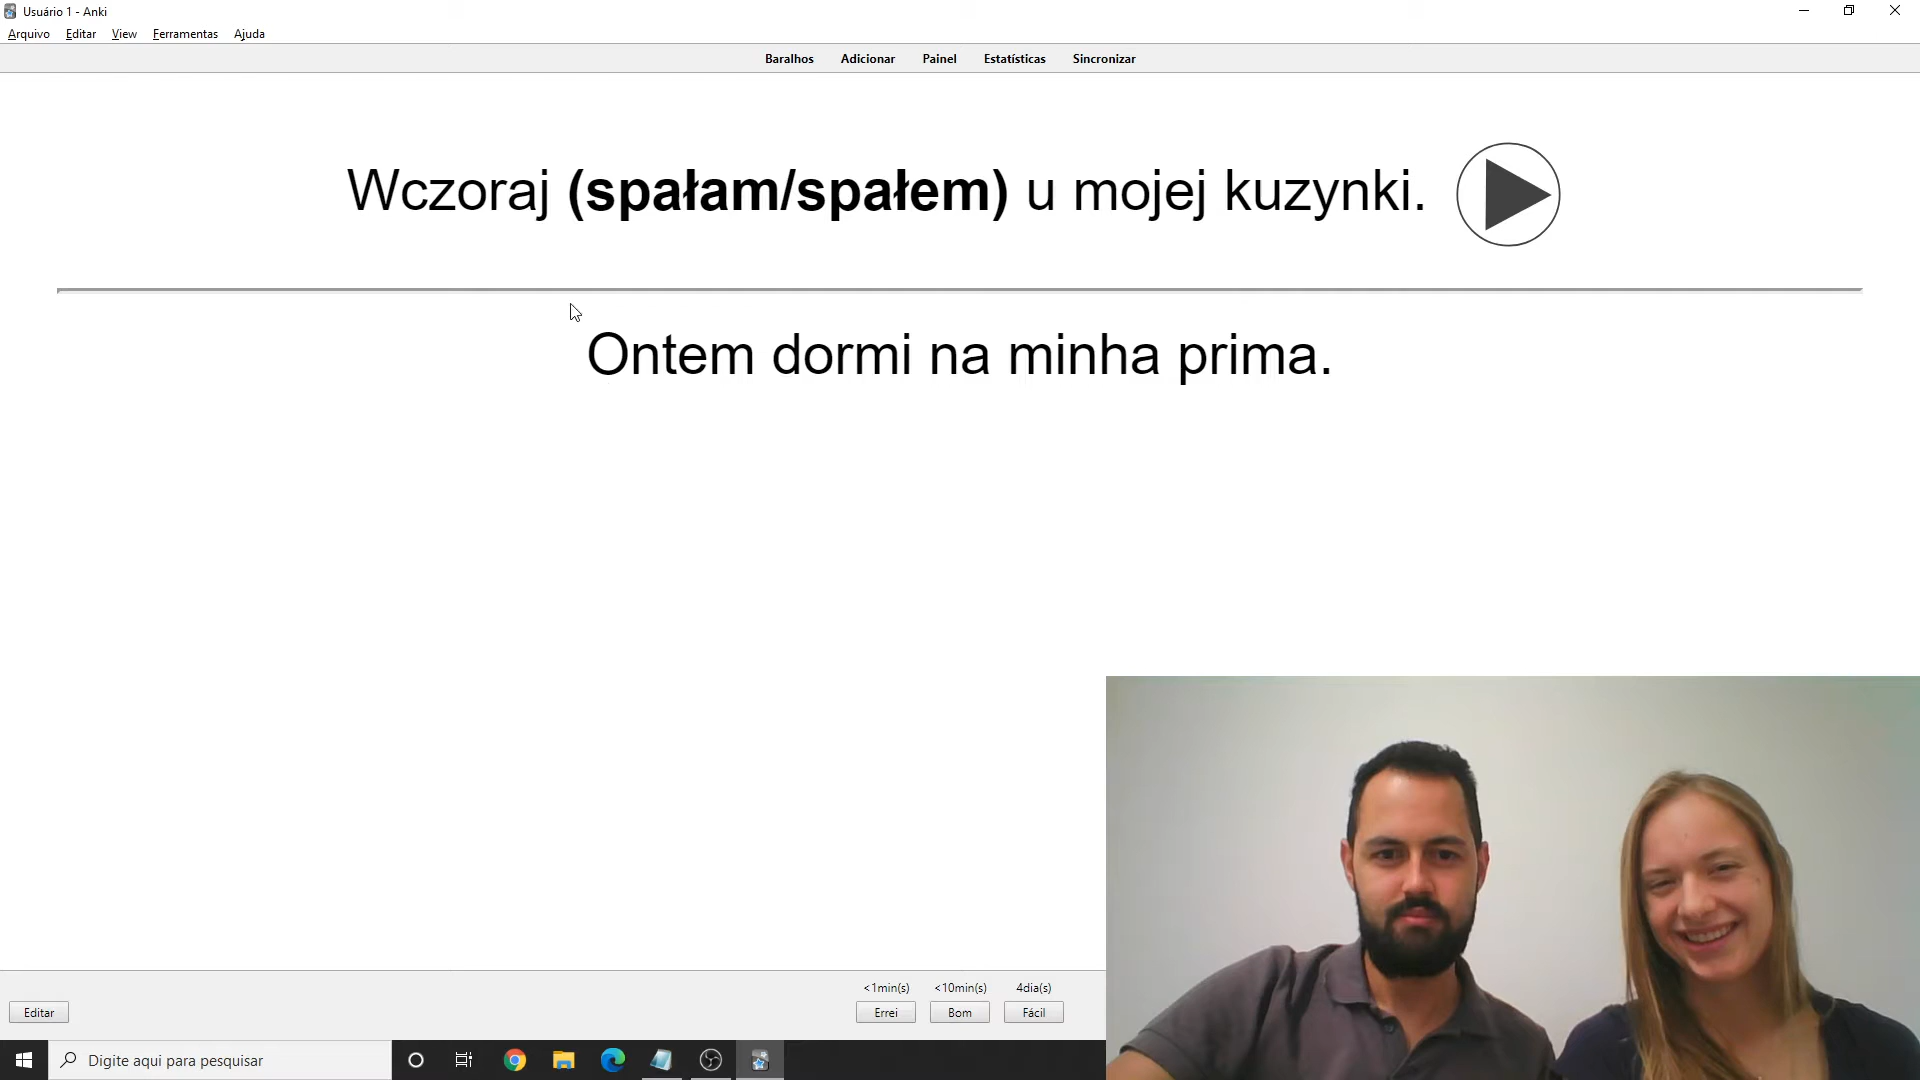 Usuário 1 - Anki
Arquivo Editar View Ferramentas Ajuda
Baralhos Adicionar Painel Estatísticas Sincronizar
Wczoraj (spałam/spałem) u mojej kuzynki.
Ontem dormi na minha prima.
<1min(s) <10min(s) 4dia(s)
Editar Errei Bom Fácil
Digite aqui para pesquisar